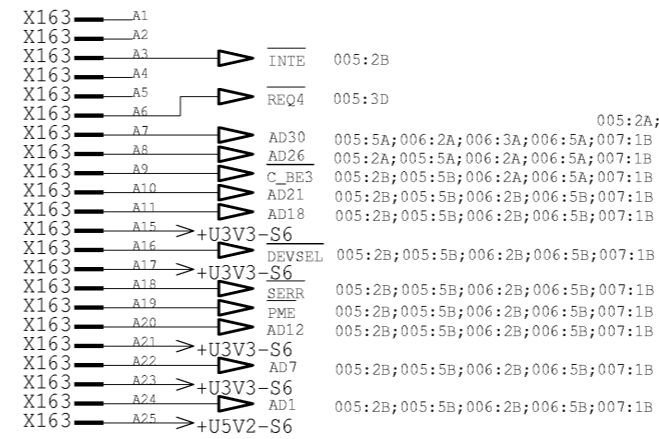 X163 A1
X163 A2
X163 A3 INTE 005:2B
X163 A4
X163 A5
X163 A6 REQ4 005:3D
005:2A;
X163 A7 AD30 005:5A;006:2A;006:3A;006:5A;007:1B
X163 A8 AD26 005:2A;005:5A;006:2A;006:5A;007:1B
X163 A9 C_BE3 005:2B;005:5B;006:2A;006:5A;007:1B
X163 A10 AD21 005:2B;005:5B;006:2B;006:5B;007:1B
X163 A11 AD18 005:2B;005:5B;006:2B;006:5B;007:1B
X163 A15 +U3V3-S6
X163 A16 DEVSEL 005:2B;005:5B;006:2B;006:5B;007:1B
X163 A17 +U3V3-S6
X163 A18 SERR 005:2B;005:5B;006:2B;006:5B;007:1B
X163 A19 PME 005:2B;005:5B;006:2B;006:5B;007:1B
X163 A20 AD12 005:2B;005:5B;006:2B;006:5B;007:1B
X163 A21 +U3V3-S6
X163 A22 AD7 005:2B;005:5B;006:2B;006:5B;007:1B
X163 A23 +U3V3-S6
X163 A24 AD1 005:2B;005:5B;006:2B;006:5B;007:1B
X163 A25 +U5V2-S6